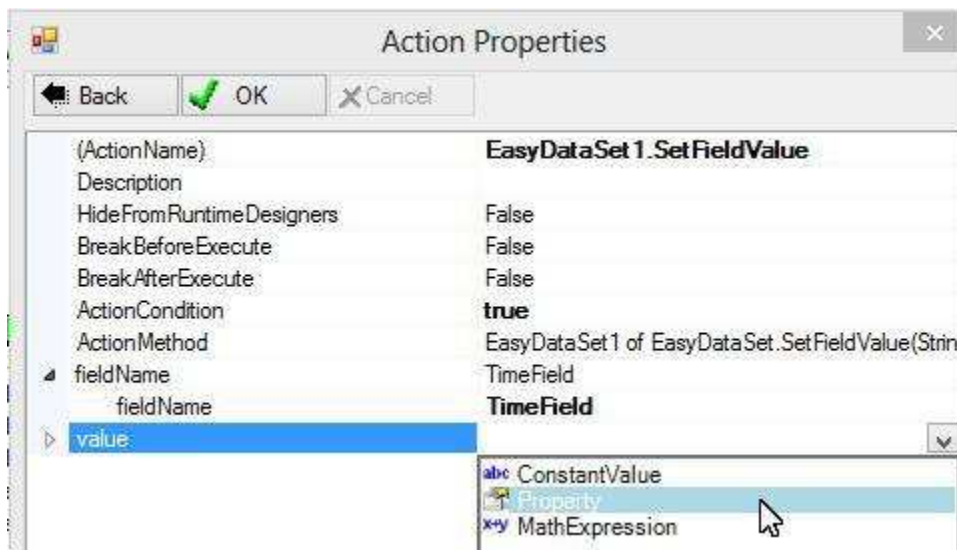 Action Properties
Back OK Cancel
(ActionName) EasyDataSet1.SetFieldValue
Description
HideFromRuntimeDesigners False
BreakBeforeExecute False
BreakAfterExecute False
ActionCondition true
ActionMethod EasyDataSet1 of EasyDataSet.SetFieldValue(Strin
fieldName TimeField
fieldName TimeField
value
abc ConstantValue
Property
x+y MathExpression